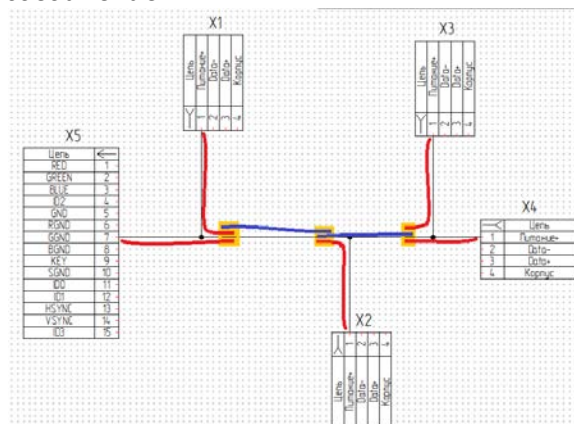 X1
Цепь
Питание+
Data-
Data+
Корпус
1
2
3
4
X3
Цепь
Питание+
Data-
Data+
Корпус
1
2
3
4
X5
Цепь
RED 1
GREEN 2
BLUE 3
ID2 4
GND 5
RGND 6
GGND 7
BGND 8
KEY 9
SGND 10
ID0 11
ID1 12
HSYNC 13
VSYNC 14
ID3 15
X4
Цепь
1 Питание+
2 Data-
3 Data+
4 Корпус
X2
1
2
3
4
Цепь
Питание+
Data-
Data+
Корпус